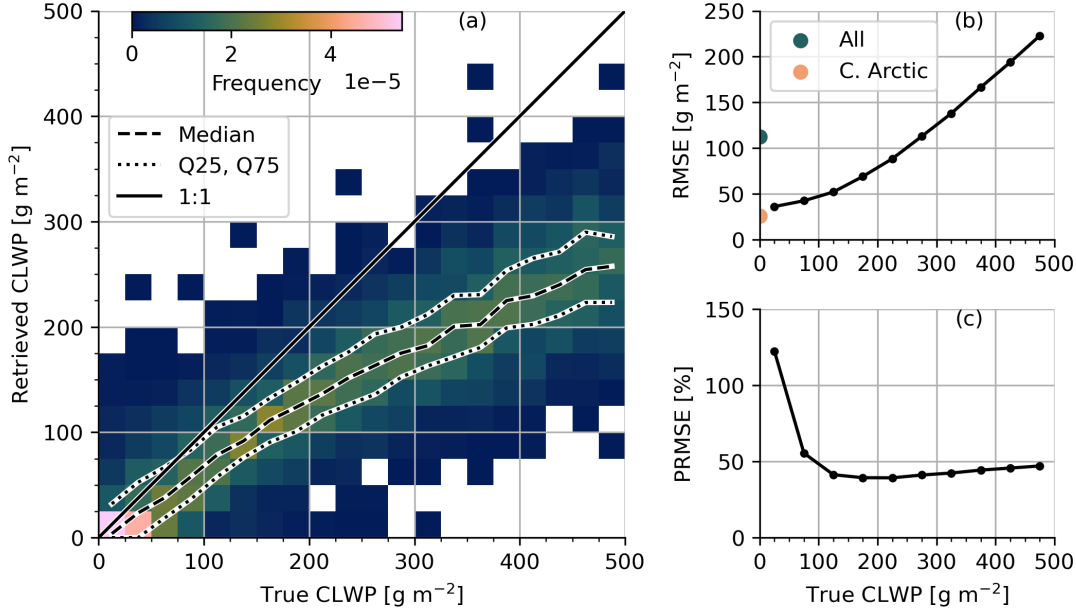 (a)
0 2 4
Frequency 1e−5
Median
Q25, Q75
1:1
Retrieved CLWP [g m−2]
500
400
300
200
100
0
0 100 200 300 400 500
True CLWP [g m−2]
(b)
All
C. Arctic
RMSE [g m−2]
250
200
150
100
50
0
0 100 200 300 400 500
(c)
PRMSE [%]
150
100
50
0
0 100 200 300 400 500
True CLWP [g m−2]